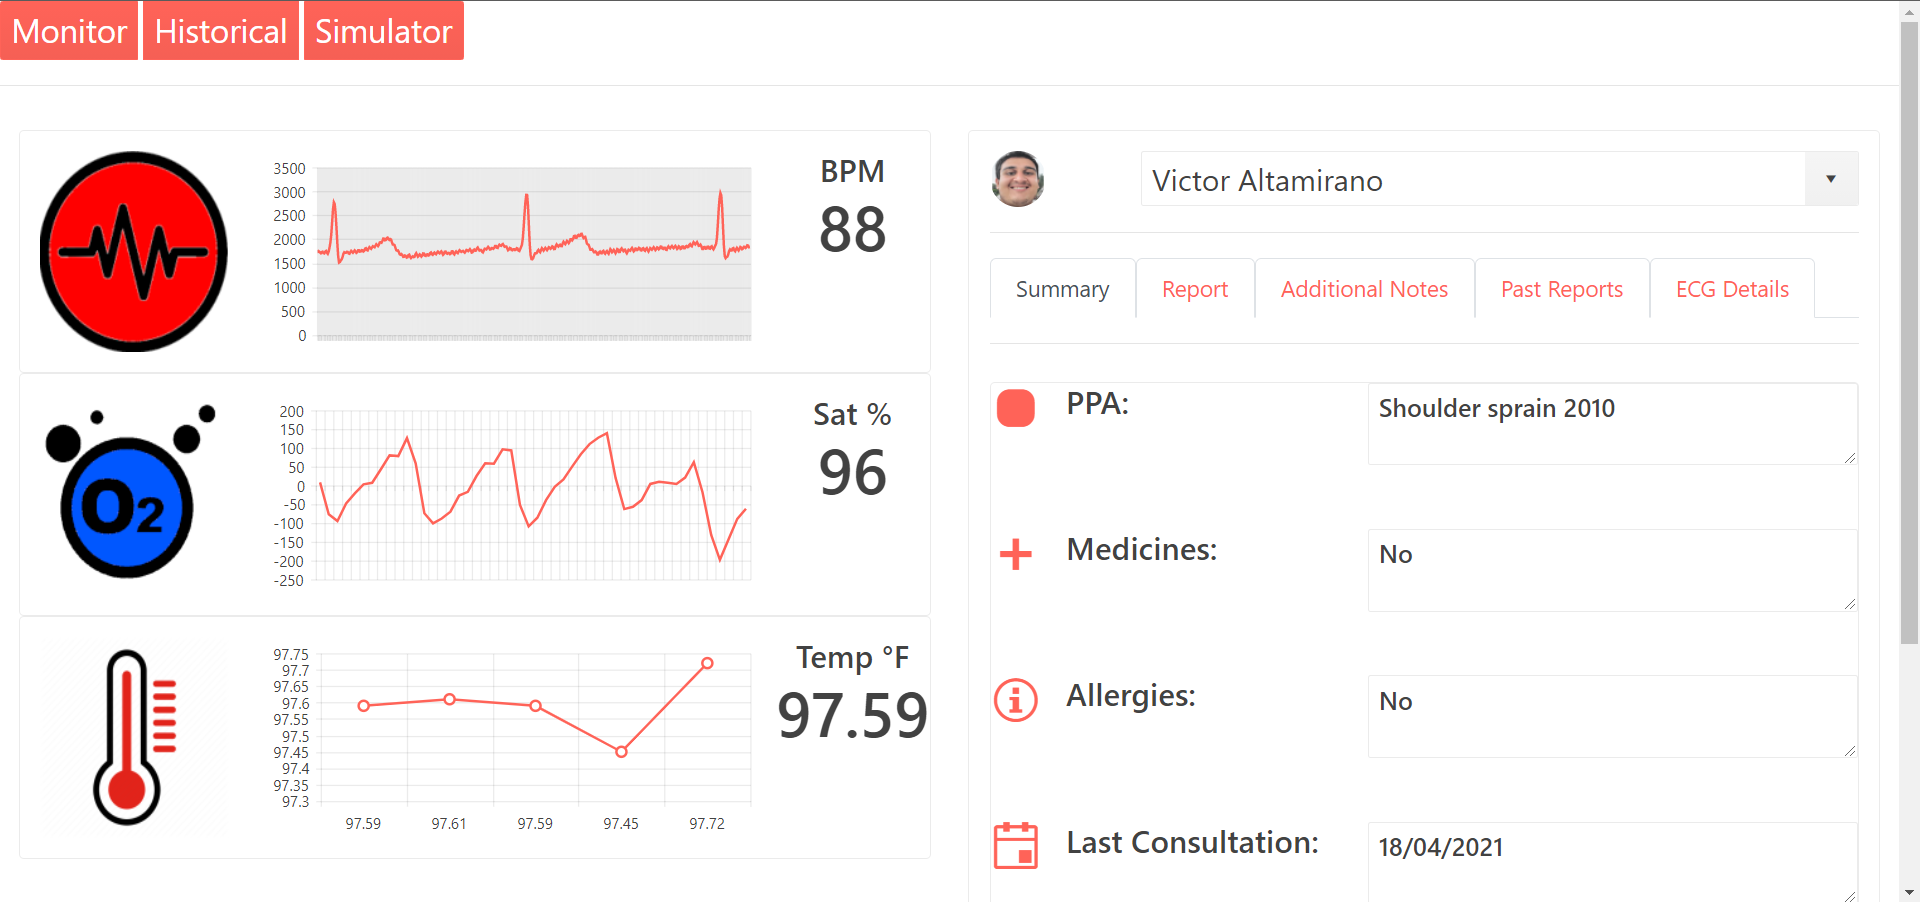 Monitor
Historical
Simulator
3500
3000
2500
2000
1500
1000
500
0
BPM
88
O2
200
150
100
50
0
-50
-100
-150
-200
-250
Sat %
96
97.75
97.7
97.65
97.6
97.55
97.5
97.45
97.4
97.35
97.3
97.59 97.61 97.59 97.45 97.72
Temp °F
97.59
Victor Altamirano
Summary
Report
Additional Notes
Past Reports
ECG Details
PPA:
Shoulder sprain 2010
Medicines:
No
Allergies:
No
Last Consultation:
18/04/2021